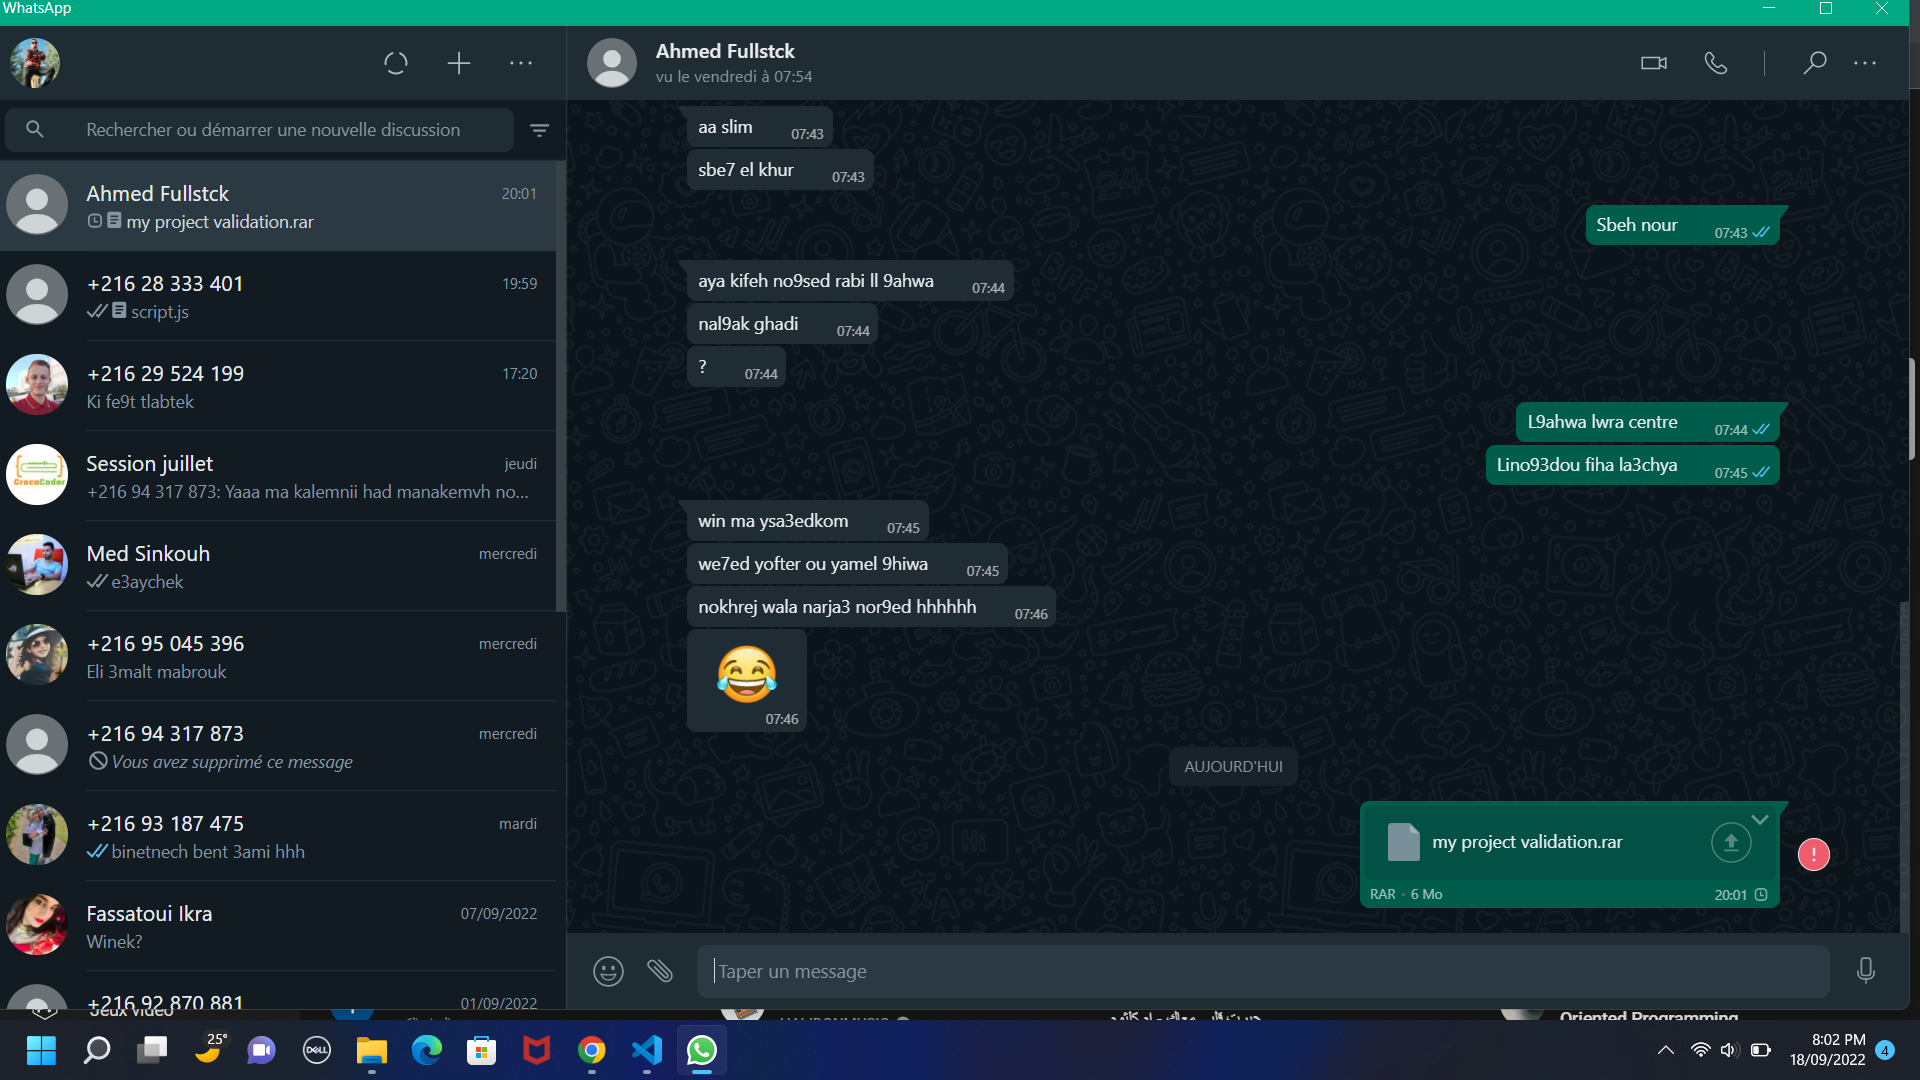 WhatsApp
Rechercher ou démarrer une nouvelle discussion
Ahmed Fullstck
20:01
my project validation.rar
+216 28 333 401
19:59
script.js
+216 29 524 199
17:20
Ki fe9t tlabtek
CrocoCoder
Session juillet
jeudi
+216 94 317 873: Yaaa ma kalemnii had manakemvh no...
Med Sinkouh
mercredi
e3aychek
+216 95 045 396
mercredi
Eli 3malt mabrouk
+216 94 317 873
mercredi
Vous avez supprimé ce message
+216 93 187 475
mardi
binetnech bent 3ami hhh
Fassatoui Ikra
07/09/2022
Winek?
+216 92 870 881
01/09/2022
Ahmed Fullstck
vu le vendredi à 07:54
aa slim
07:43
sbe7 el khur
07:43
Sbeh nour
07:43
aya kifeh no9sed rabi ll 9ahwa
07:44
nal9ak ghadi
07:44
?
07:44
L9ahwa lwra centre
07:44
Lino93dou fiha la3chya
07:45
win ma ysa3edkom
07:45
we7ed yofter ou yamel 9hiwa
07:45
nokhrej wala narja3 nor9ed hhhhhh
07:46
07:46
AUJOURD'HUI
my project validation.rar
RAR · 6 Mo
20:01
!
Taper un message
Jeux vidéo
Oriented Programming
25°
DELL
8:02 PM
18/09/2022
4